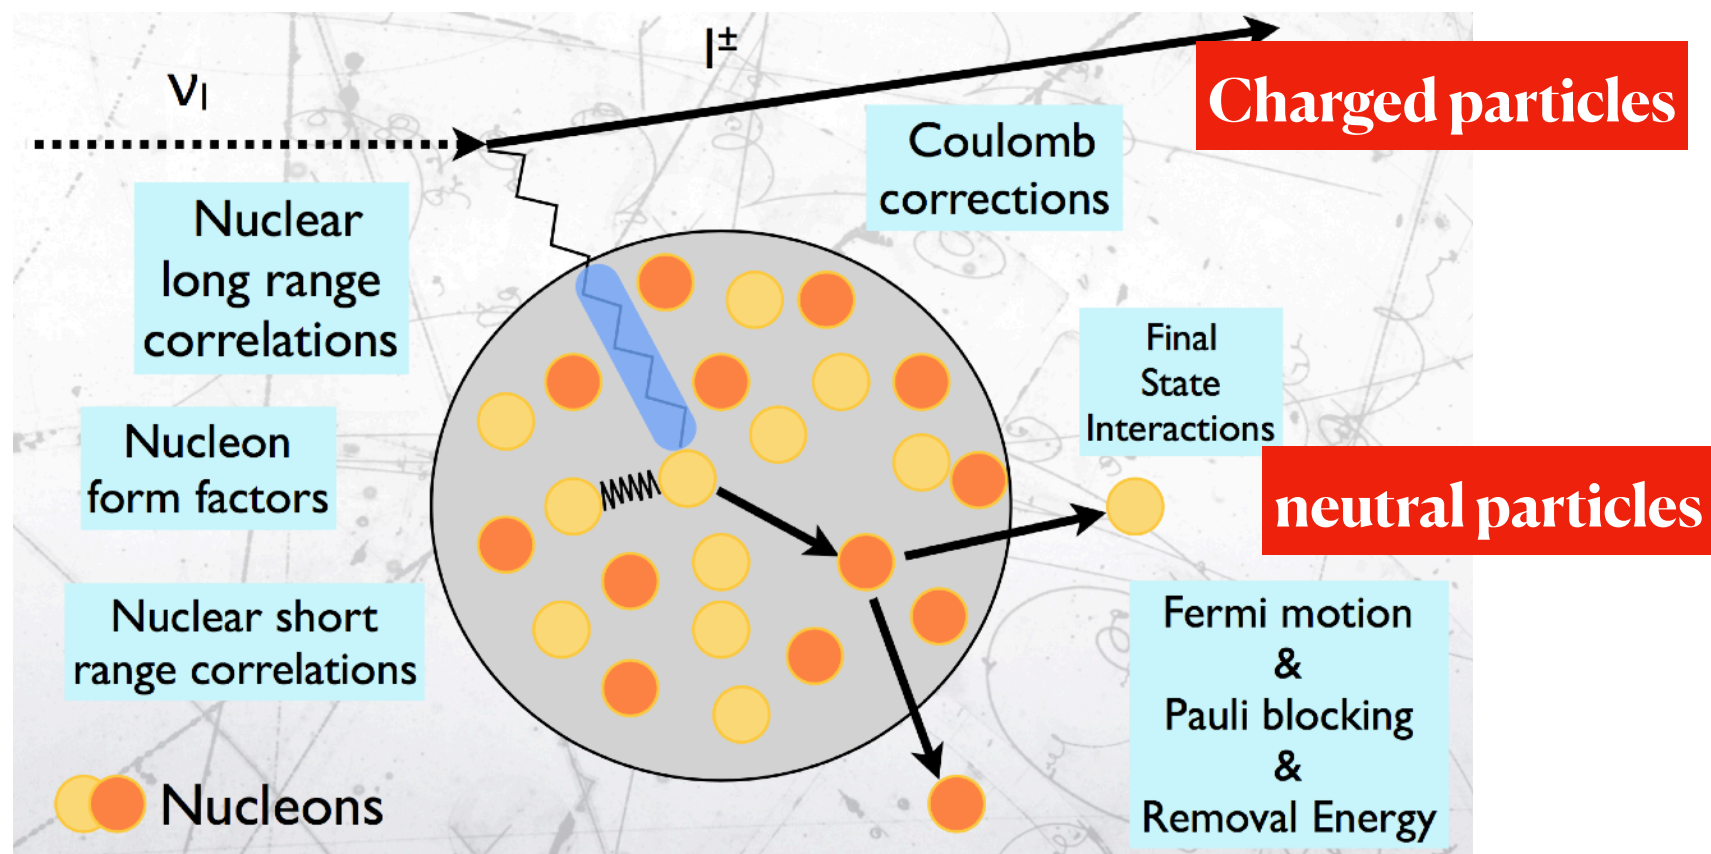 l±
νl
Charged particles
Coulomb
corrections
Nuclear
long range
correlations
Final
State
Interactions
Nucleon
form factors
neutral particles
Nuclear short
range correlations
Fermi motion
&
Pauli blocking
&
Removal Energy
Nucleons